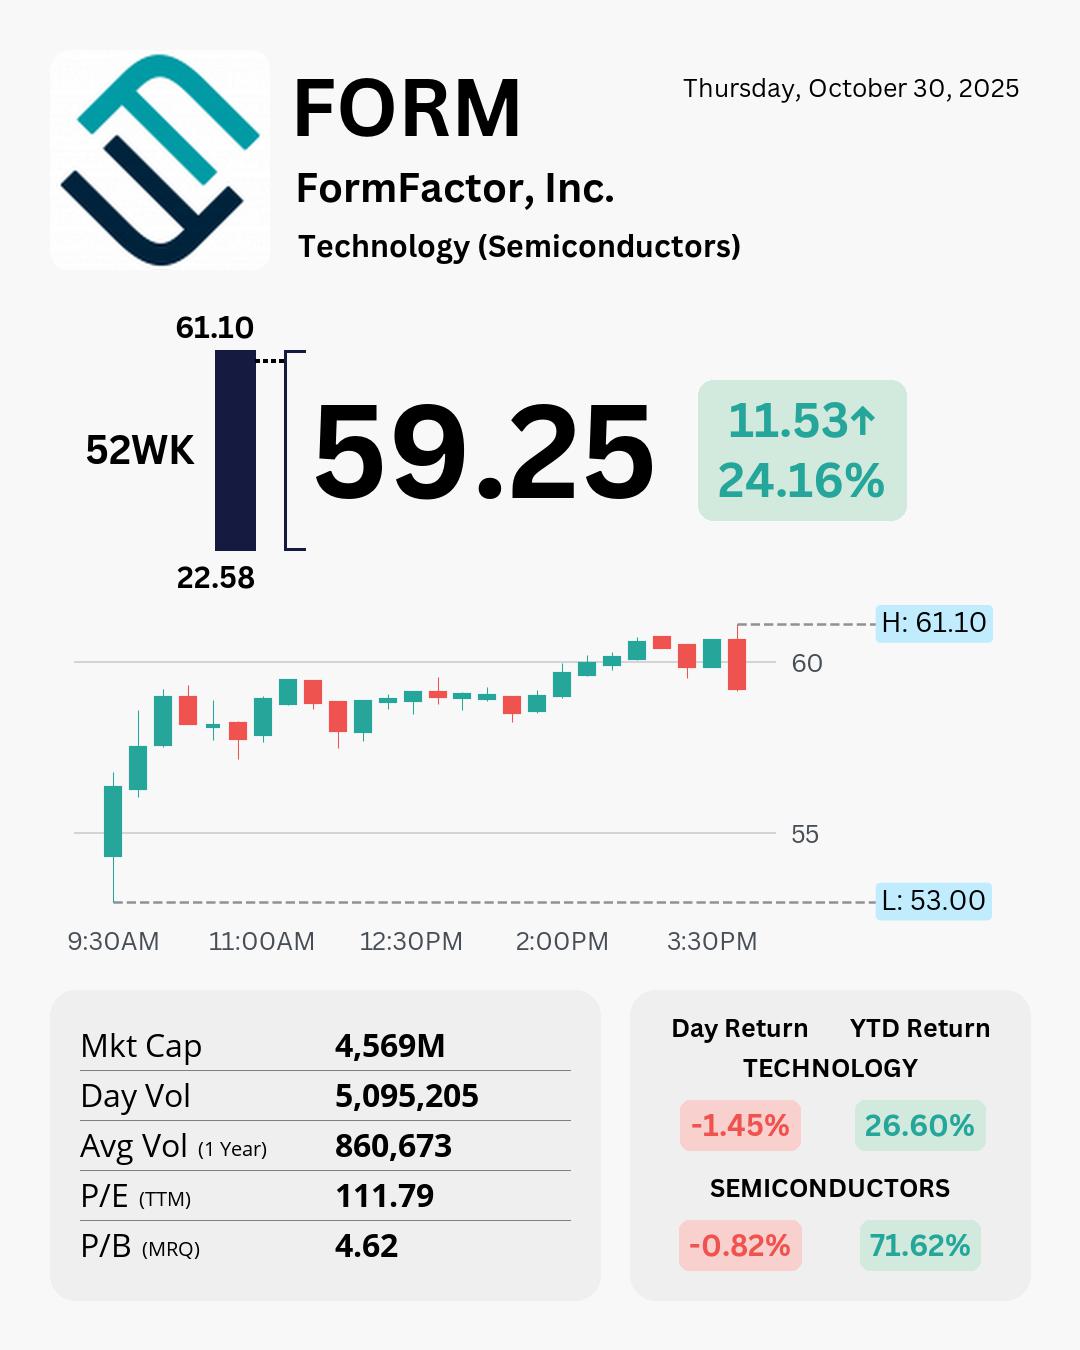 FORM
Thursday, October 30, 2025
FormFactor, Inc.
Technology (Semiconductors)
61.10
52WK
59.25
11.53↑
24.16%
22.58
H: 61.10
60
55
L: 53.00
9:30AM 11:00AM 12:30PM 2:00PM 3:30PM
Mkt Cap 4,569M
Day Vol 5,095,205
Avg Vol (1 Year) 860,673
P/E (TTM) 111.79
P/B (MRQ) 4.62
Day Return YTD Return
TECHNOLOGY
-1.45% 26.60%
SEMICONDUCTORS
-0.82% 71.62%